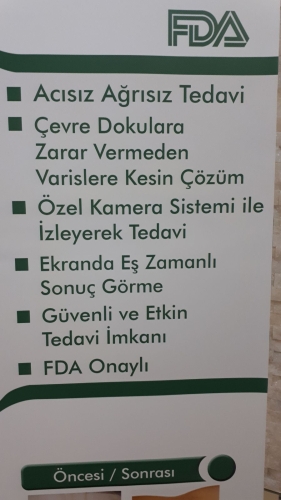 FDA
Acısız Ağrısız Tedavi
Çevre Dokulara
Zarar Vermeden
Varislere Kesin Çözüm
Özel Kamera Sistemi ile
İzleyerek Tedavi
Ekranda Eş Zamanlı
Sonuç Görme
Güvenli ve Etkin
Tedavi İmkanı
FDA Onaylı
Öncesi / Sonrası